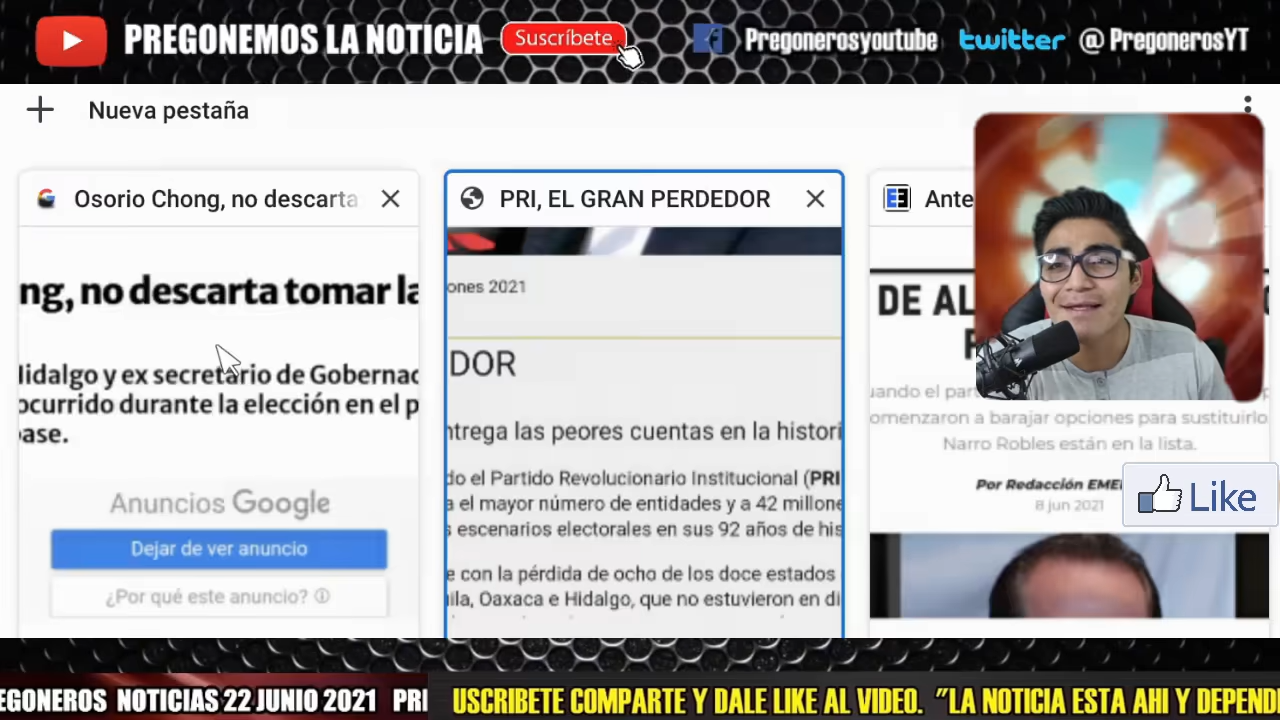 PREGONEMOS LA NOTICIA Suscríbete Pregonerosyoutube twitter @ PregonerosYT
Nueva pestaña
Osorio Chong, no descarta
ng, no descarta tomar la
Hidalgo y ex secretario de Gobernac
ocurrido durante la elección en el p
base.
Anuncios Google
Dejar de ver anuncio
¿Por qué este anuncio?
PRI, EL GRAN PERDEDOR
ones 2021
DOR
ntrega las peores cuentas en la histori
do el Partido Revolucionario Institucional (PRI
a el mayor número de entidades y a 42 millone
s escenarios electorales en sus 92 años de his
e con la pérdida de ocho de los doce estados
ila, Oaxaca e Hidalgo, que no estuvieron en di
Ante
DE AL
uando el part
omenzaron a barajar opciones para sustituirlo
Narro Robles están en la lista.
Por Redacción EME
8 jun 2021
Like
EGONEROS NOTICIAS 22 JUNIO 2021 PRI
USCRIBETE COMPARTE Y DALE LIKE AL VIDEO. "LA NOTICIA ESTA AHI Y DEPEND